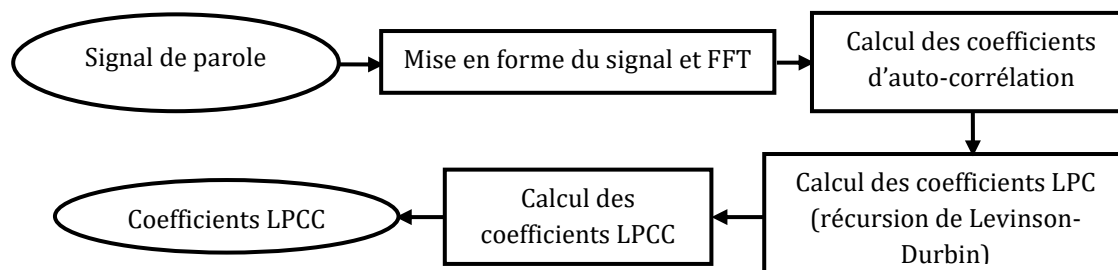 Signal de parole
Mise en forme du signal et FFT
Calcul des coefficients
d’auto-corrélation
Calcul des coefficients LPC
(récursion de Levinson-
Durbin)
Calcul des
coefficients LPCC
Coefficients LPCC